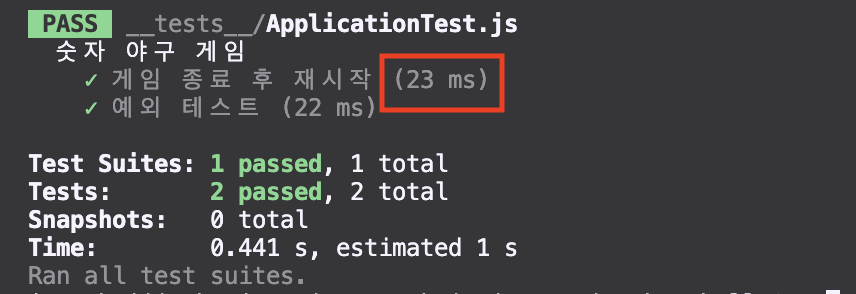 PASS __tests__/ApplicationTest.js
숫자 야구 게임
✓ 게임 종료 후 재시작 (23 ms)
✓ 예외 테스트 (22 ms)
Test Suites: 1 passed, 1 total
Tests: 2 passed, 2 total
Snapshots: 0 total
Time: 0.441 s, estimated 1 s
Ran all test suites.